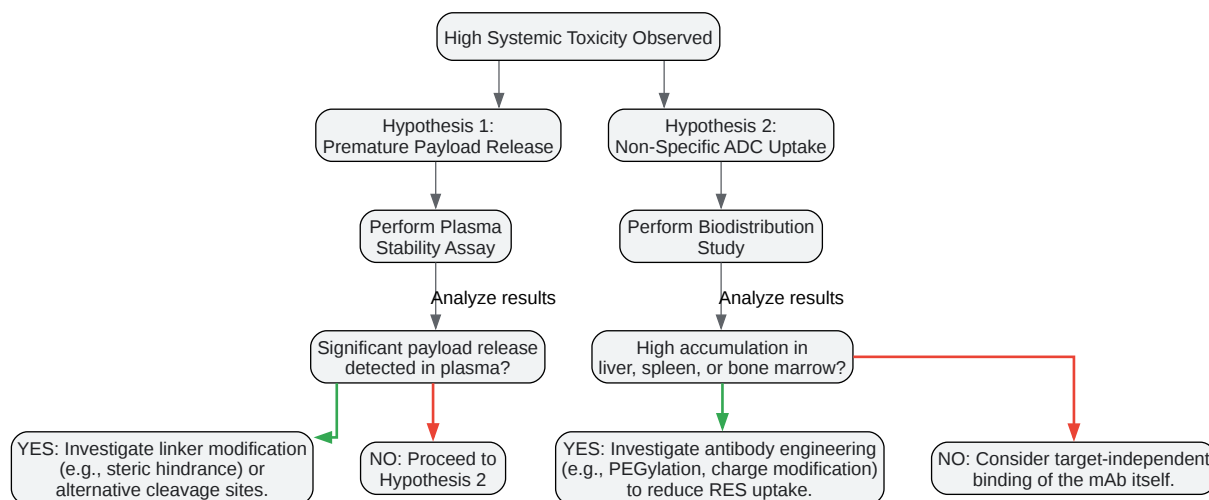 High Systemic Toxicity Observed
Hypothesis 1:
Premature Payload Release
Hypothesis 2:
Non-Specific ADC Uptake
Perform Plasma
Stability Assay
Perform Biodistribution
Study
Analyze results
Analyze results
Significant payload release
detected in plasma?
High accumulation in
liver, spleen, or bone marrow?
YES: Investigate linker modification
(e.g., steric hindrance) or
alternative cleavage sites.
NO: Proceed to
Hypothesis 2
YES: Investigate antibody engineering
(e.g., PEGylation, charge modification)
to reduce RES uptake.
NO: Consider target-independent
binding of the mAb itself.